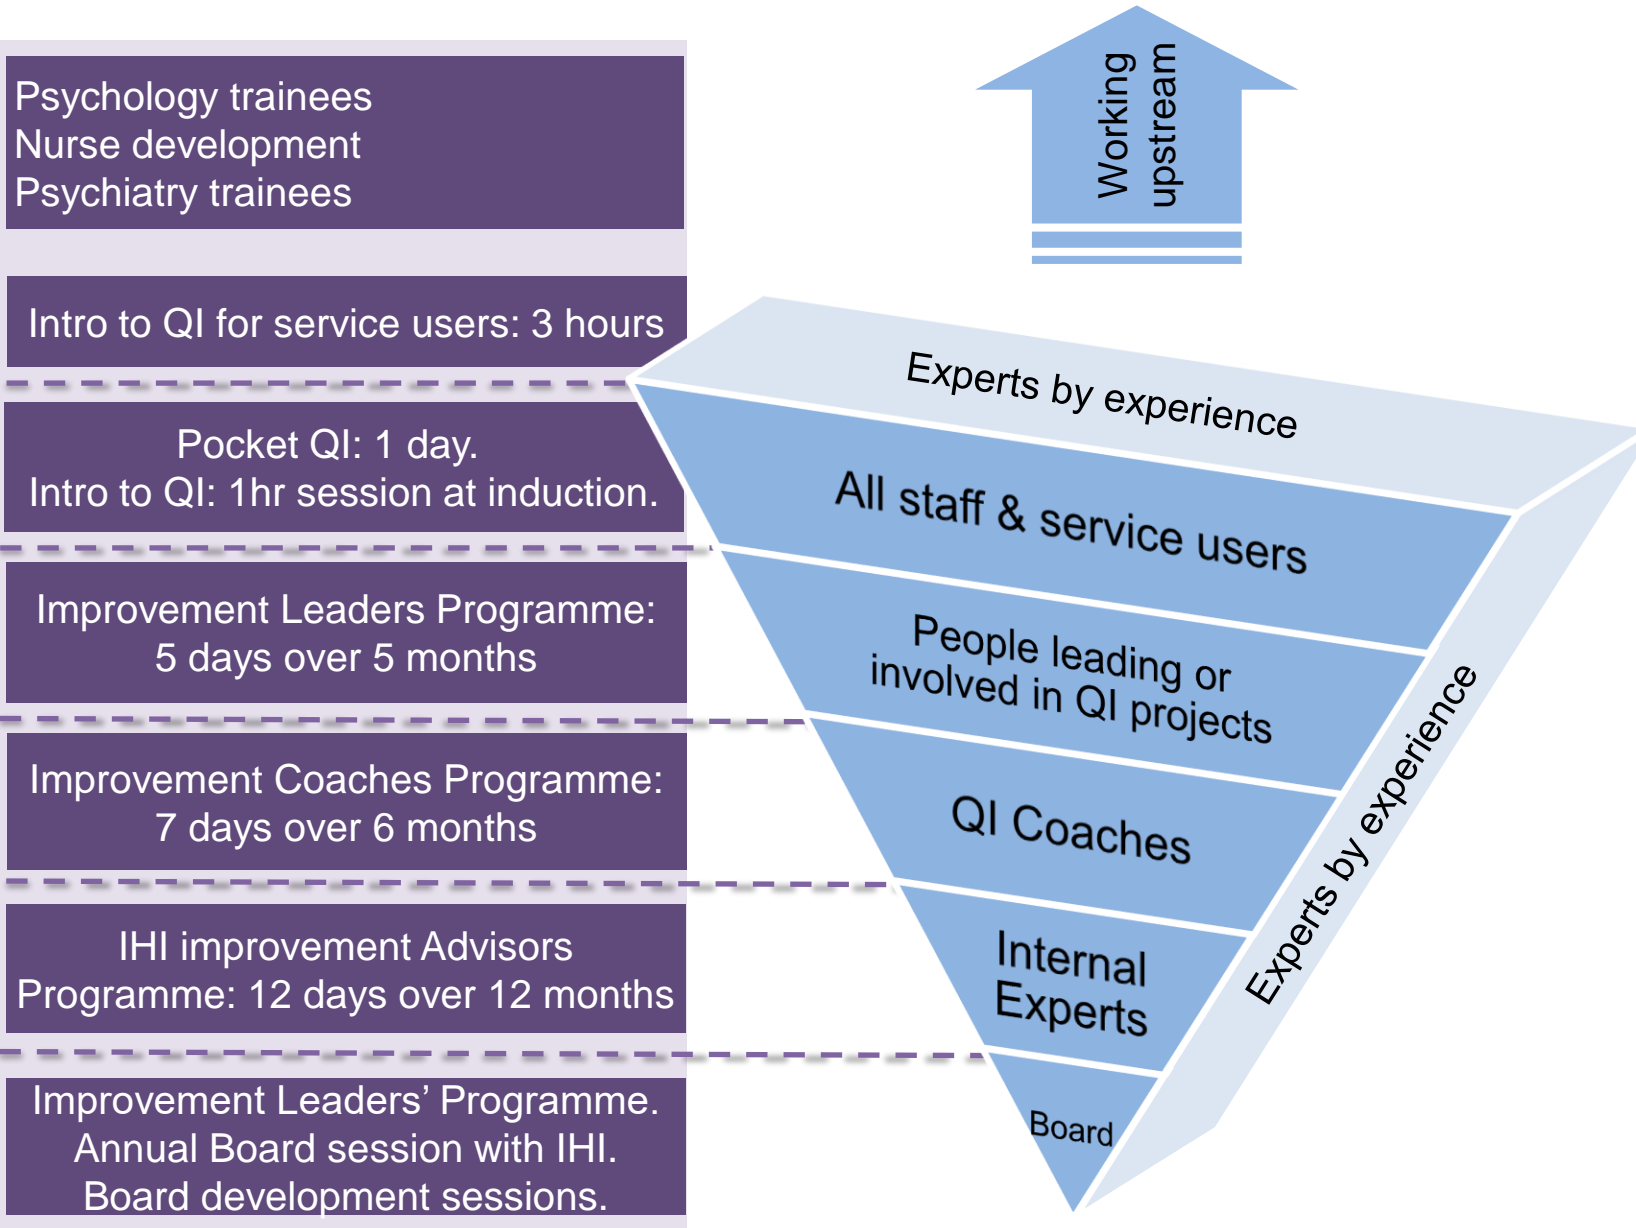 Psychology trainees
Nurse development
Psychiatry trainees
Working
upstream
Intro to QI for service users: 3 hours
Experts by experience
Pocket QI: 1 day.
Intro to QI: 1hr session at induction.
All staff & service users
Improvement Leaders Programme:
5 days over 5 months
People leading or
involved in QI projects
Improvement Coaches Programme:
7 days over 6 months
QI Coaches
Experts by experience
IHI improvement Advisors
Programme: 12 days over 12 months
Internal
Experts
Improvement Leaders’ Programme.
Annual Board session with IHI.
Board development sessions.
Board